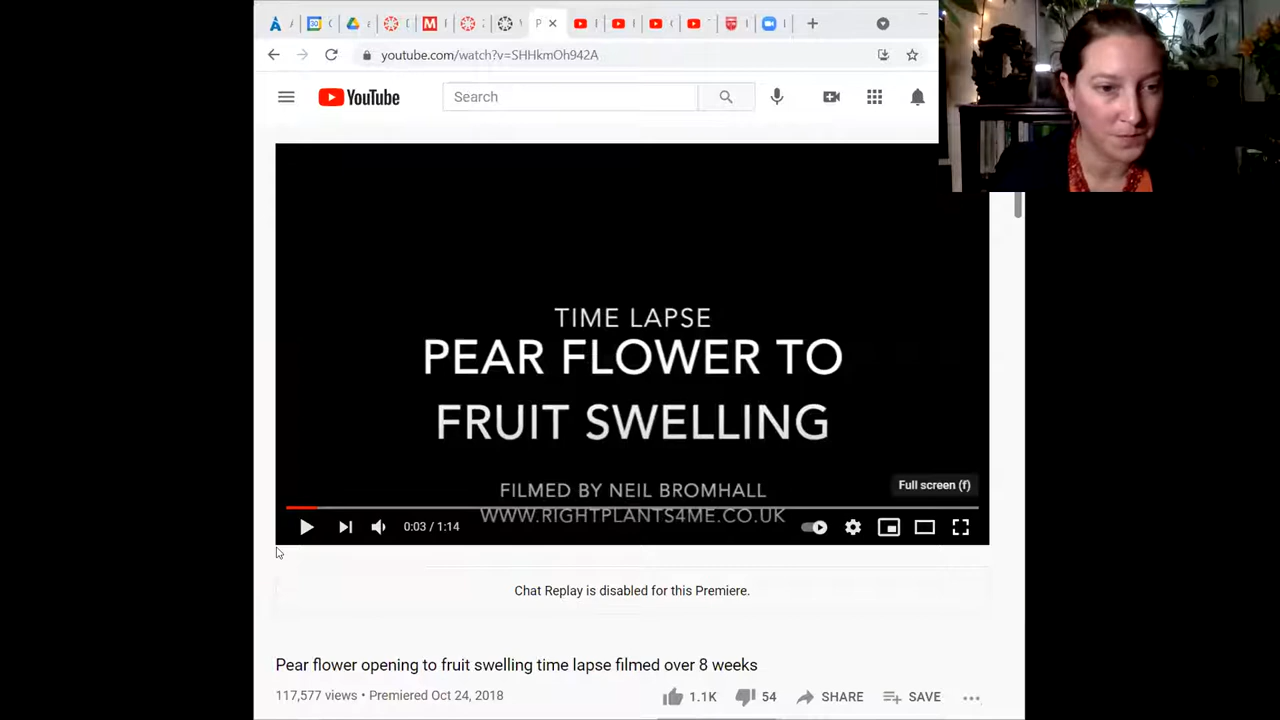 youtube.com/watch?v=SHHkmOh942A
YouTube
Search
TIME LAPSE
PEAR FLOWER TO
FRUIT SWELLING
FILMED BY NEIL BROMHALL
WWW.RIGHTPLANTS4ME.CO.UK
Full screen (f)
0:03 / 1:14
Chat Replay is disabled for this Premiere.
Pear flower opening to fruit swelling time lapse filmed over 8 weeks
117,577 views • Premiered Oct 24, 2018
1.1K 54 SHARE SAVE